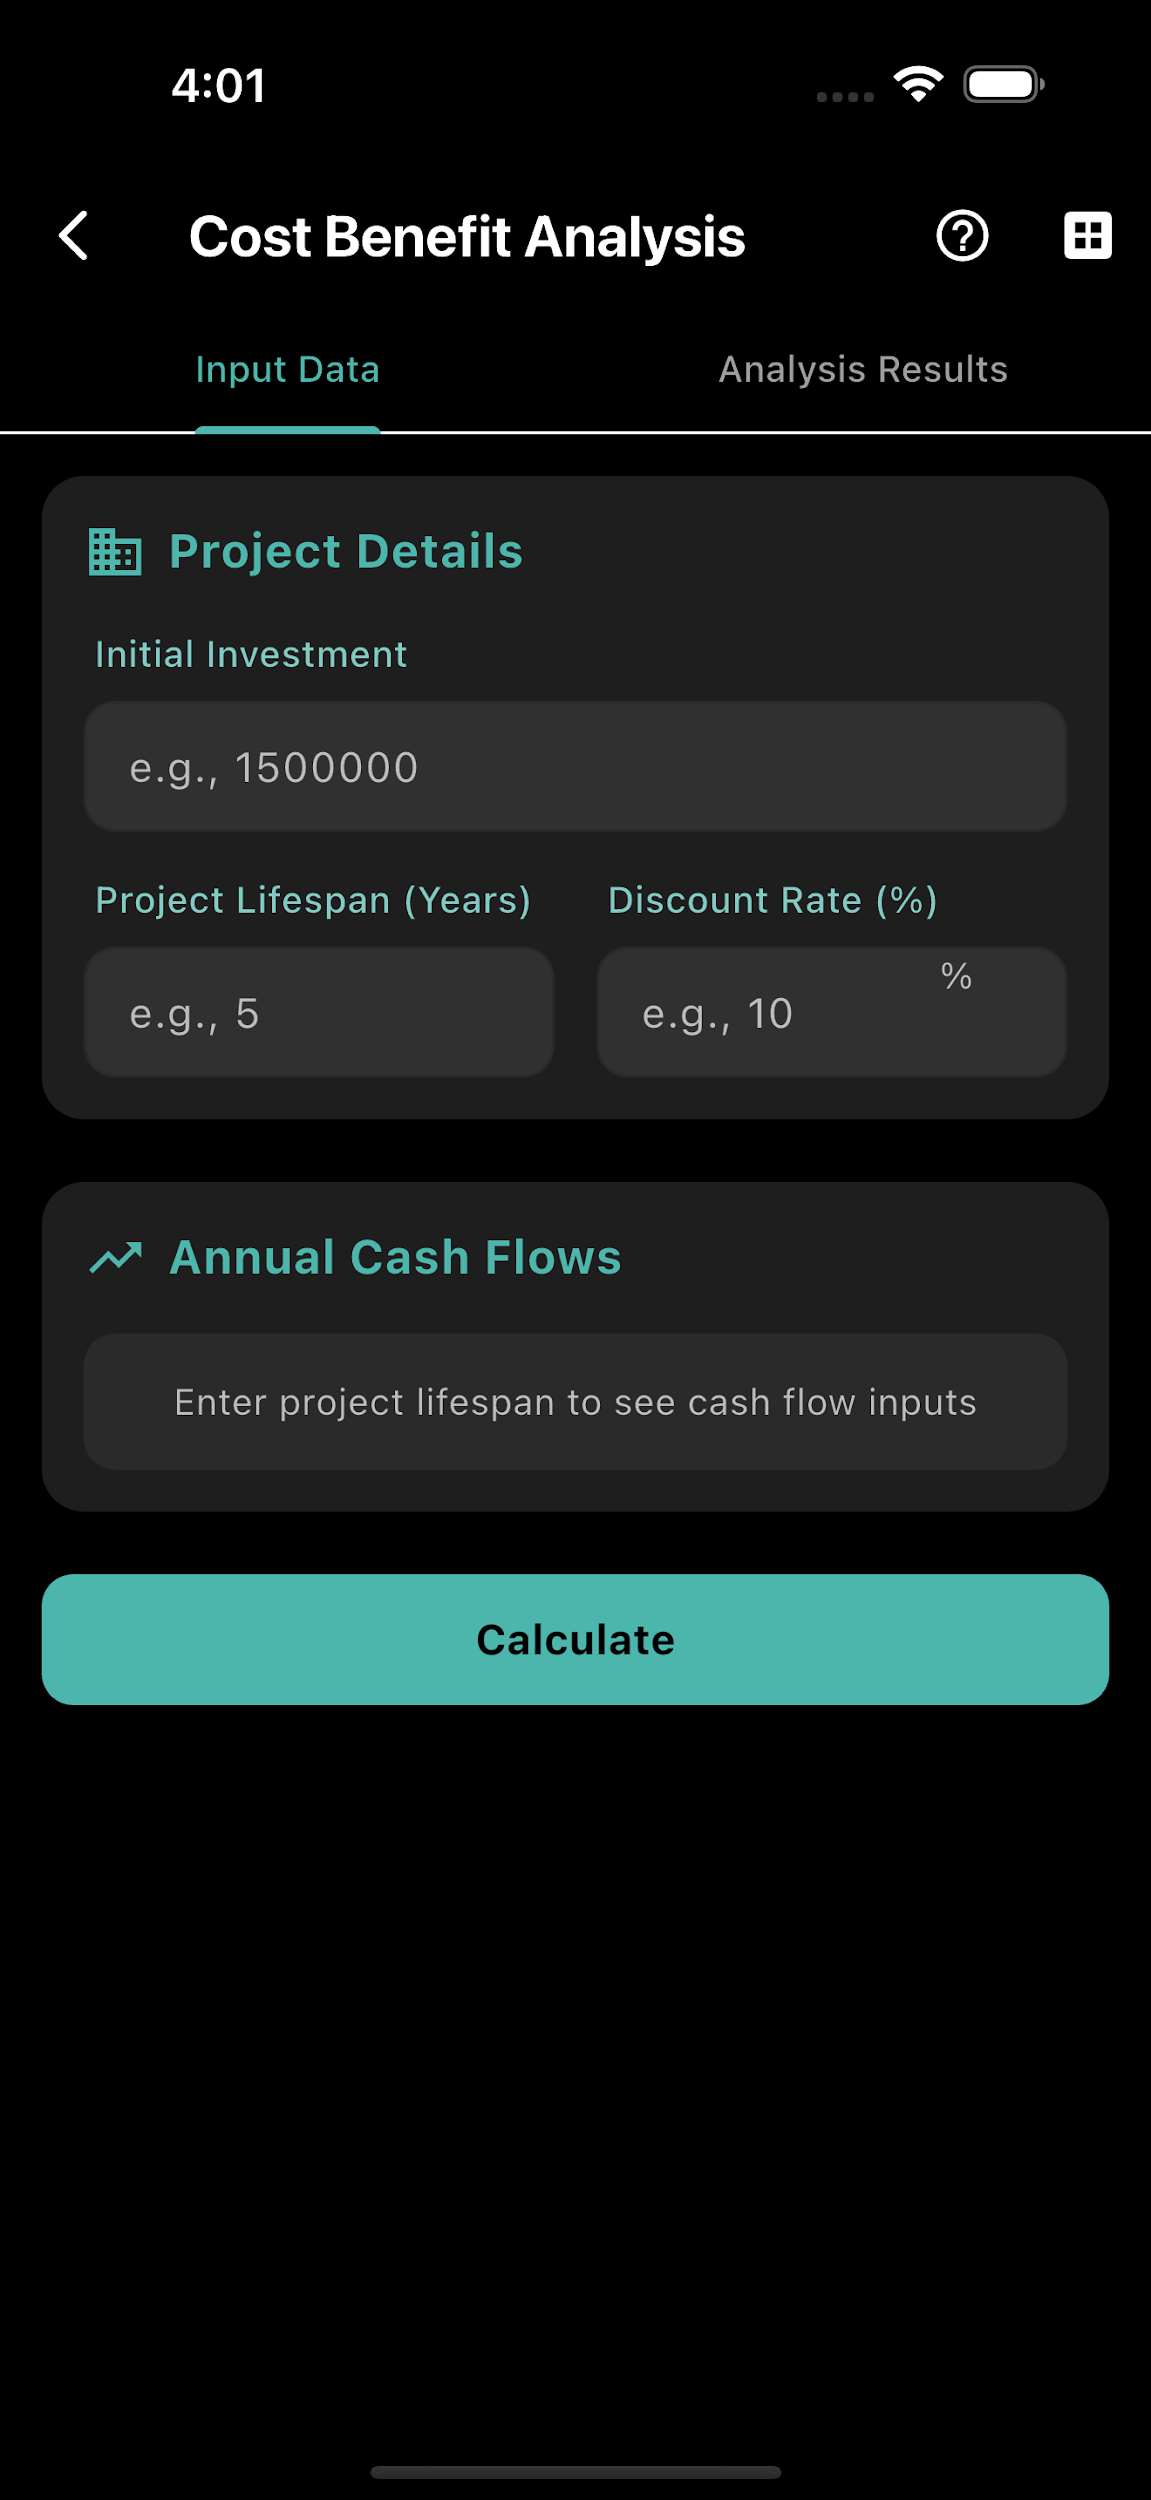 4:01
Cost Benefit Analysis
Input Data
Analysis Results
Project Details
Initial Investment
e.g., 1500000
Project Lifespan (Years)
Discount Rate (%)
e.g., 5
e.g., 10
%
Annual Cash Flows
Enter project lifespan to see cash flow inputs
Calculate